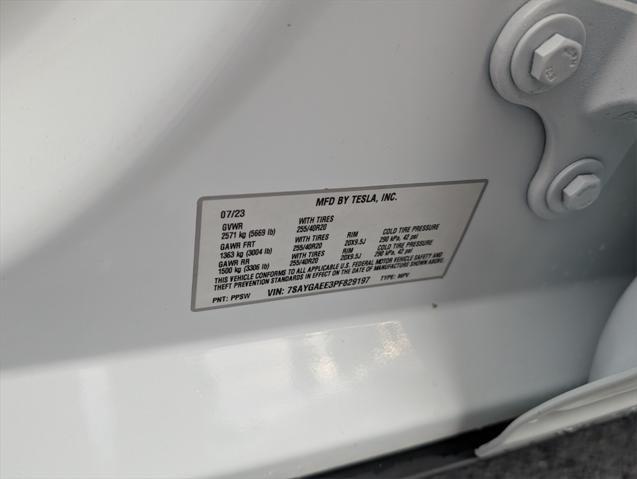 MFD BY TESLA, INC.
07/23
GVWR WITH TIRES
2571 kg (5669 lb) 255/40R20
GAWR FRT WITH TIRES RIM COLD TIRE PRESSURE
1363 kg (3004 lb) 255/40R20 20X9.5J 290 kPa, 42 psi
GAWR RR WITH TIRES RIM COLD TIRE PRESSURE
1500 kg (3306 lb) 255/40R20 20X9.5J 290 kPa, 42 psi
THIS VEHICLE CONFORMS TO ALL APPLICABLE U.S. FEDERAL MOTOR VEHICLE SAFETY AND
THEFT PREVENTION STANDARDS IN EFFECT ON THE DATE OF MANUFACTURE SHOWN ABOVE.
PNT: PPSW VIN: 7SAYGAEE3PF829197 TYPE: MPV